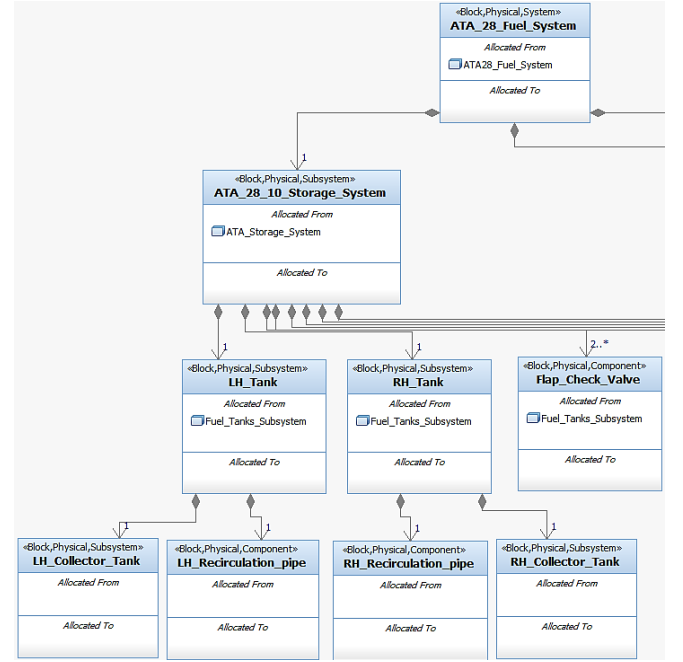 «Block,Physical,System»
ATA_28_Fuel_System
Allocated From
ATA28_Fuel_System
Allocated To
1
«Block,Physical,Subsystem»
ATA_28_10_Storage_System
Allocated From
ATA_Storage_System
Allocated To
1
1
2..*
«Block,Physical,Subsystem»
LH_Tank
Allocated From
Fuel_Tanks_Subsystem
Allocated To
«Block,Physical,Subsystem»
RH_Tank
Allocated From
Fuel_Tanks_Subsystem
Allocated To
«Block,Physical,Component»
Flap_Check_Valve
Allocated From
Fuel_Tanks_Subsystem
Allocated To
1
1
1
1
«Block,Physical,Subsystem»
LH_Collector_Tank
Allocated From
Allocated To
«Block,Physical,Component»
LH_Recirculation_pipe
Allocated From
Allocated To
«Block,Physical,Component»
RH_Recirculation_pipe
Allocated From
Allocated To
«Block,Physical,Subsystem»
RH_Collector_Tank
Allocated From
Allocated To